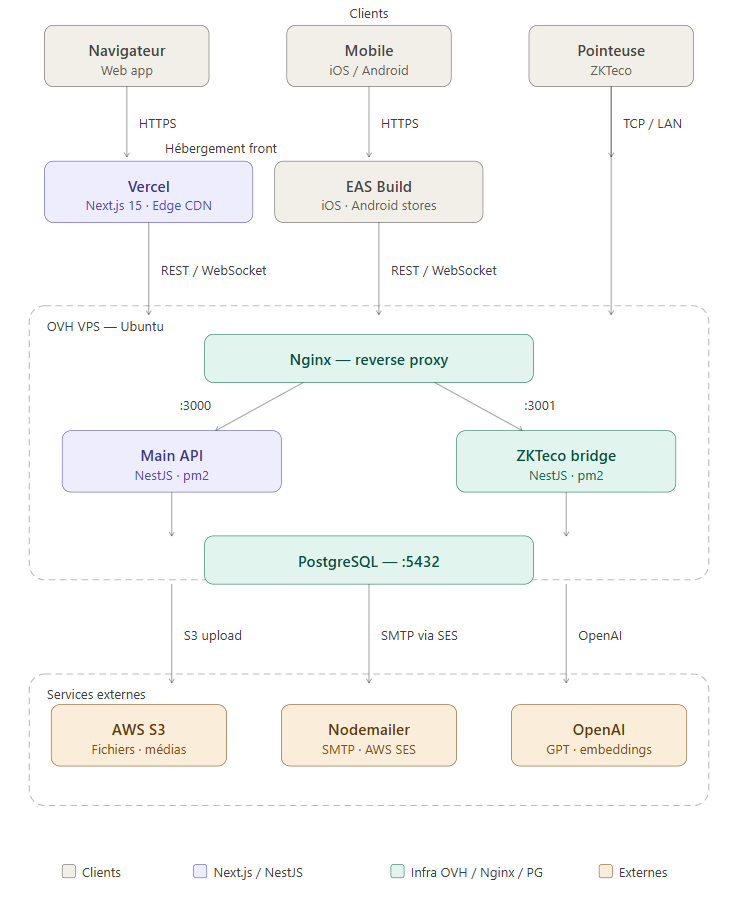 Clients
Navigateur
Web app
Mobile
iOS / Android
Pointeuse
ZKTeco
HTTPS
HTTPS
TCP / LAN
Hébergement front
Vercel
Next.js 15 · Edge CDN
EAS Build
iOS · Android stores
REST / WebSocket
REST / WebSocket
OVH VPS — Ubuntu
Nginx — reverse proxy
:3000
:3001
Main API
NestJS · pm2
ZKTeco bridge
NestJS · pm2
PostgreSQL — :5432
S3 upload
SMTP via SES
OpenAI
Services externes
AWS S3
Fichiers · médias
Nodemailer
SMTP · AWS SES
OpenAI
GPT · embeddings
Clients
Next.js / NestJS
Infra OVH / Nginx / PG
Externes